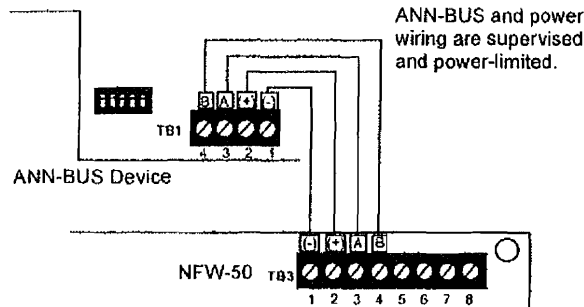 ANN-BUS and power
wiring are supervised
and power-limited.
B A (+) (-)
TB1
4 3 2 1
ANN-BUS Device
(-) (+) A B
NFW-50 TB3
1 2 3 4 5 6 7 8